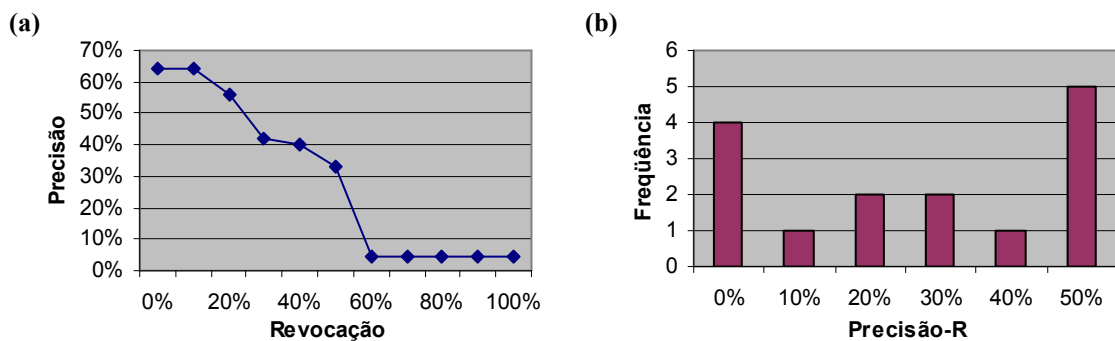 (a)
70%
60%
50%
40%
30%
20%
10%
0%
Precisão
0% 20% 40% 60% 80% 100%
Revocação
(b)
6
5
4
3
2
1
0
Freqüência
0% 10% 20% 30% 40% 50%
Precisão-R